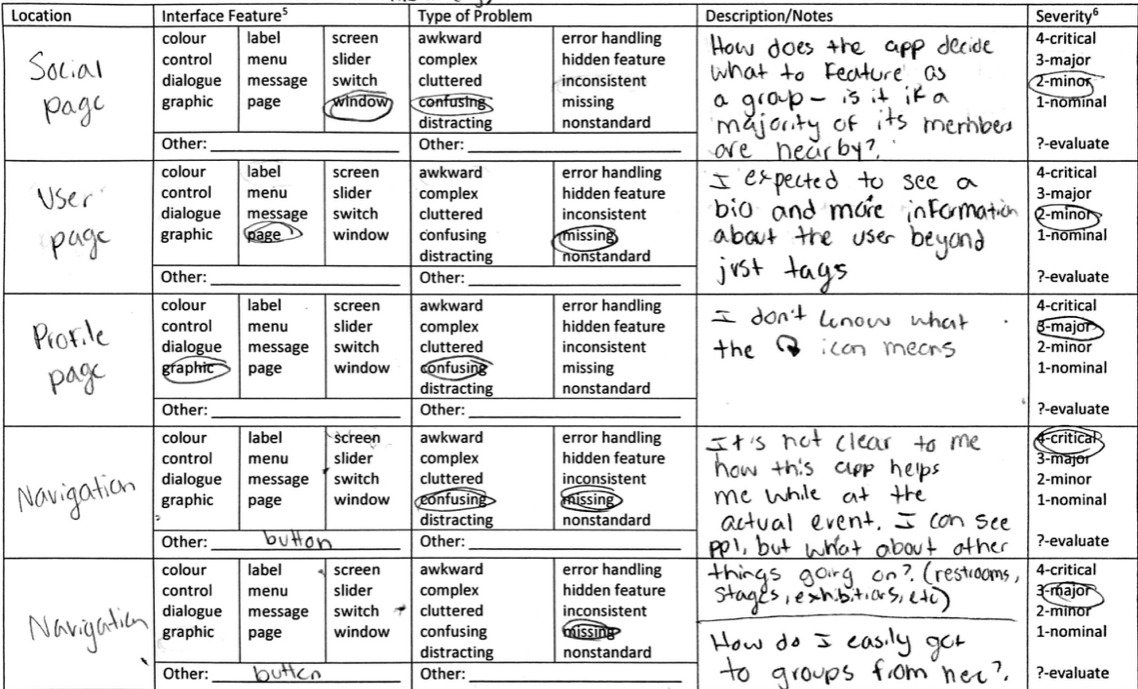 Location Interface Feature⁵ Type of Problem Description/Notes Severity⁶
Social page
colour label screen
control menu slider
dialogue message switch
graphic page window
Other:
awkward error handling
complex hidden feature
cluttered inconsistent
confusing missing
distracting nonstandard
Other:
How does the app decide
what to feature as
a group - is it if a
majority of its members
are nearby?
4-critical
3-major
2-minor
1-nominal
?-evaluate
User page
colour label screen
control menu slider
dialogue message switch
graphic page window
Other:
awkward error handling
complex hidden feature
cluttered inconsistent
confusing missing
distracting nonstandard
Other:
I expected to see a
bio and more information
about the user beyond
just tags
4-critical
3-major
2-minor
1-nominal
?-evaluate
Profile page
colour label screen
control menu slider
dialogue message switch
graphic page window
Other:
awkward error handling
complex hidden feature
cluttered inconsistent
confusing missing
distracting nonstandard
Other:
I don't know what
the icon means
4-critical
3-major
2-minor
1-nominal
?-evaluate
Navigation
colour label screen
control menu slider
dialogue message switch
graphic page window
Other: button
awkward error handling
complex hidden feature
cluttered inconsistent
confusing missing
distracting nonstandard
Other:
It's not clear to me
how this app helps
me while at the
actual event. I can see
ppl, but what about other
things going on? (restrooms,
stages, exhibitions, etc)
4-critical
3-major
2-minor
1-nominal
?-evaluate
Navigation
colour label screen
control menu slider
dialogue message switch
graphic page window
Other: button
awkward error handling
complex hidden feature
cluttered inconsistent
confusing missing
distracting nonstandard
Other:
How do I easily get
to groups from here?
4-critical
3-major
2-minor
1-nominal
?-evaluate